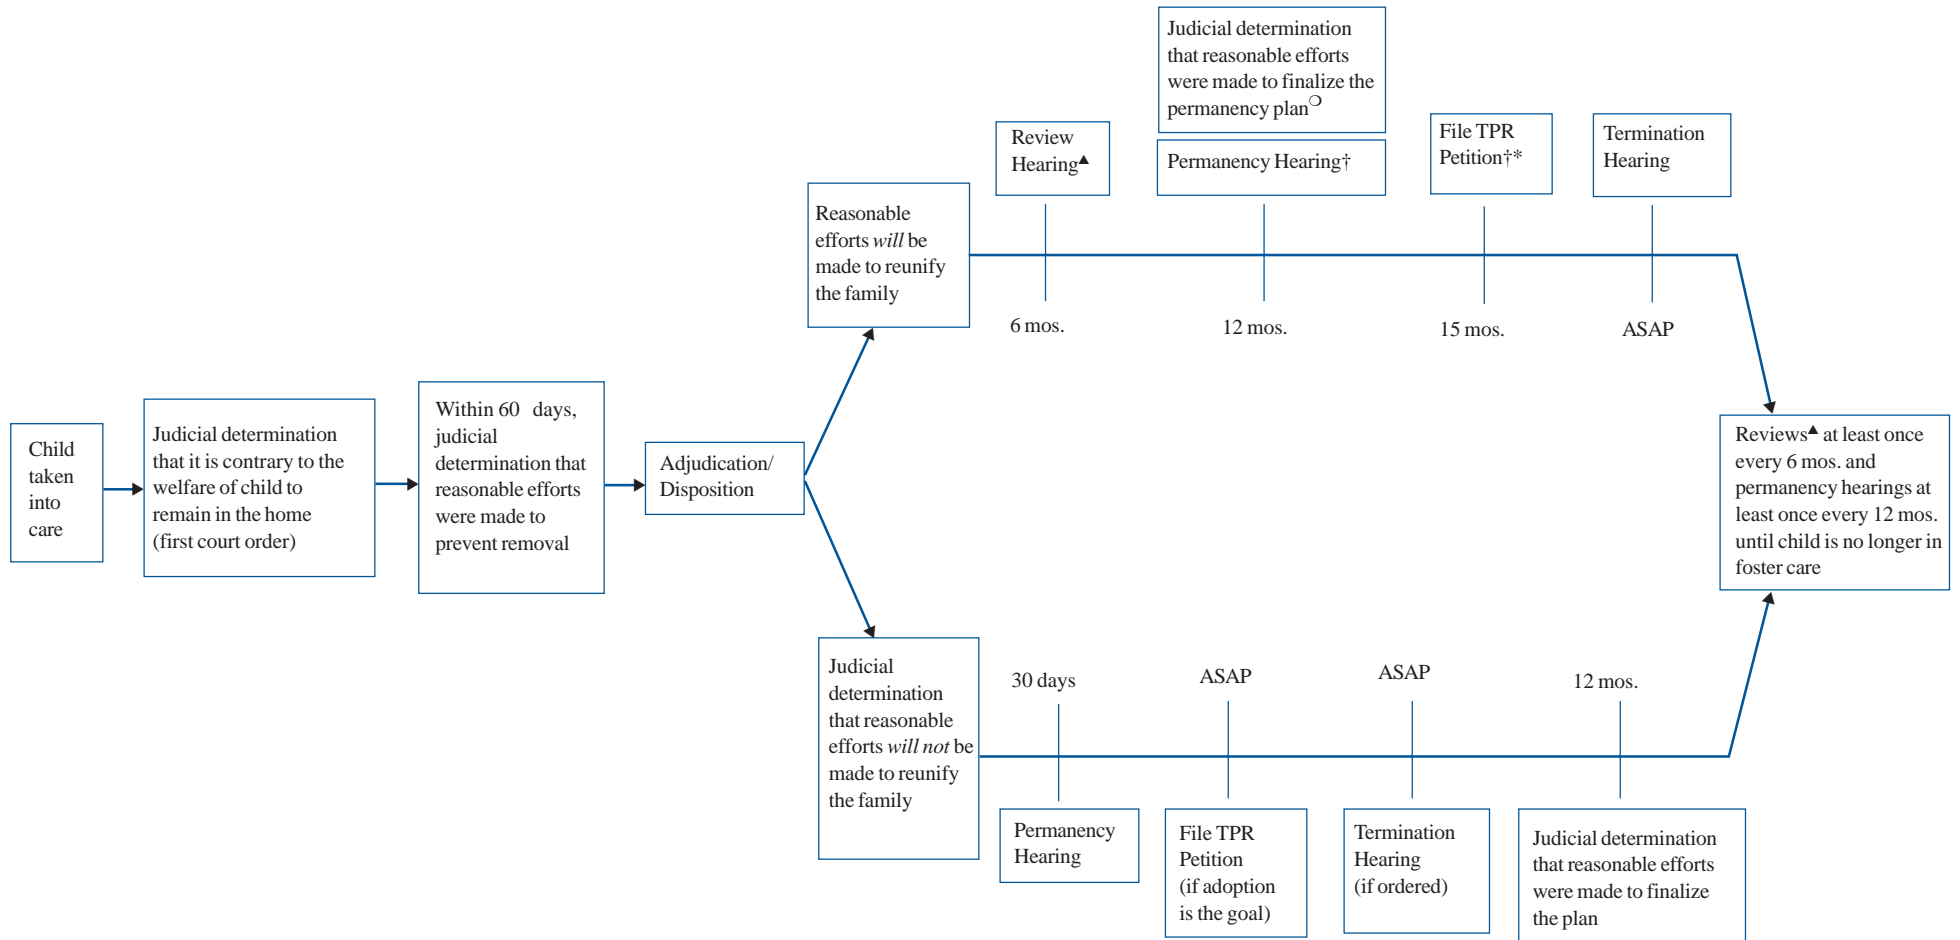 Child
taken
into
care
Judicial determination
that it is contrary to the
welfare of child to
remain in the home
(first court order)
Within 60 days,
judicial
determination that
reasonable efforts
were made to
prevent removal
Adjudication/
Disposition
Reasonable
efforts will be
made to reunify
the family
Review
Hearing▲
6 mos.
Judicial determination
that reasonable efforts
were made to finalize the
permanency plan❍
Permanency Hearing†
12 mos.
File TPR
Petition†*
15 mos.
Termination
Hearing
ASAP
Judicial
determination
that reasonable
efforts will not be
made to reunify
the family
30 days
Permanency
Hearing
ASAP
File TPR
Petition
(if adoption
is the goal)
ASAP
Termination
Hearing
(if ordered)
12 mos.
Judicial determination
that reasonable efforts
were made to finalize
the plan
Reviews▲ at least once
every 6 mos. and
permanency hearings at
least once every 12 mos.
until child is no longer in
foster care